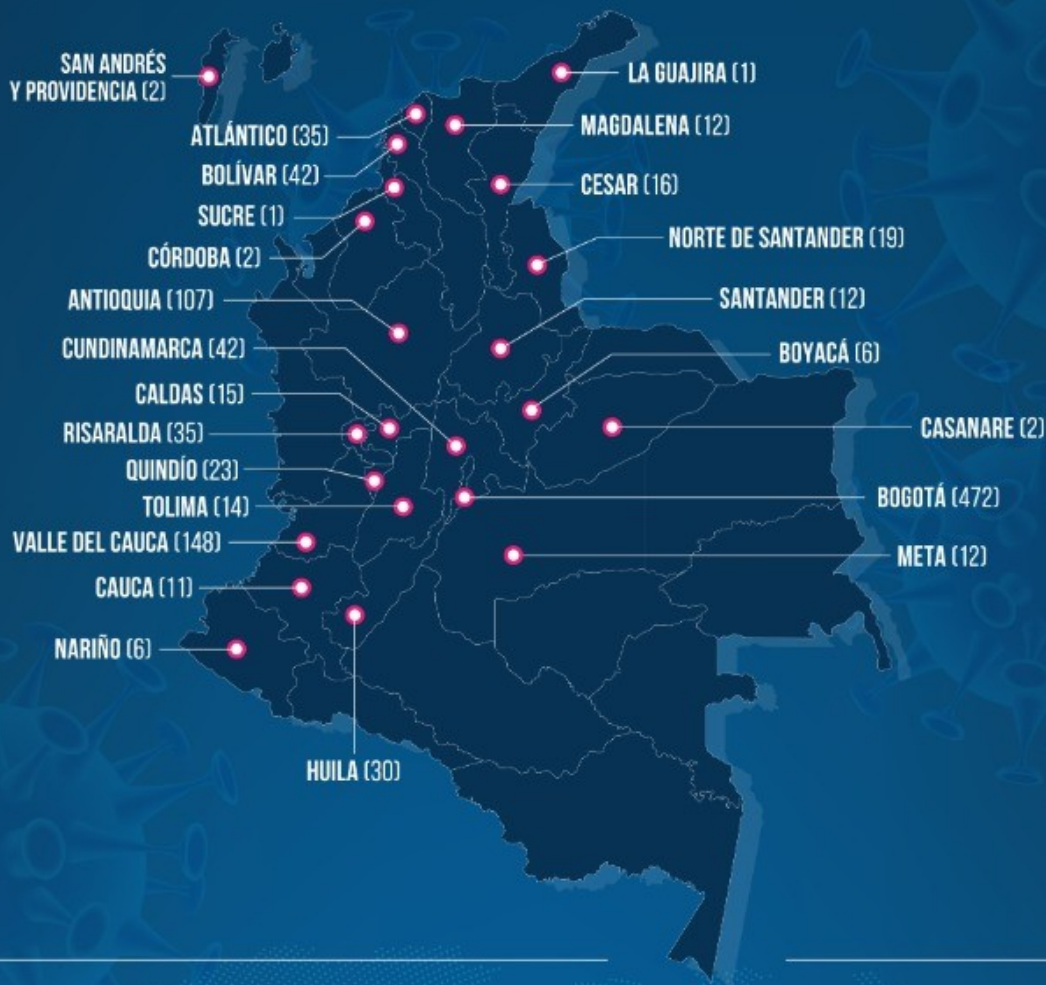 SAN ANDRÉS
Y PROVIDENCIA (2)
ATLÁNTICO (35)
BOLÍVAR (42)
SUCRE (1)
CÓRDOBA (2)
ANTIOQUIA (107)
CUNDINAMARCA (42)
CALDAS (15)
RISARALDA (35)
QUINDÍO (23)
TOLIMA (14)
VALLE DEL CAUCA (148)
CAUCA (11)
NARIÑO (6)
HUILA (30)
LA GUAJIRA (1)
MAGDALENA (12)
CESAR (16)
NORTE DE SANTANDER (19)
SANTANDER (12)
BOYACÁ (6)
CASANARE (2)
BOGOTÁ (472)
META (12)